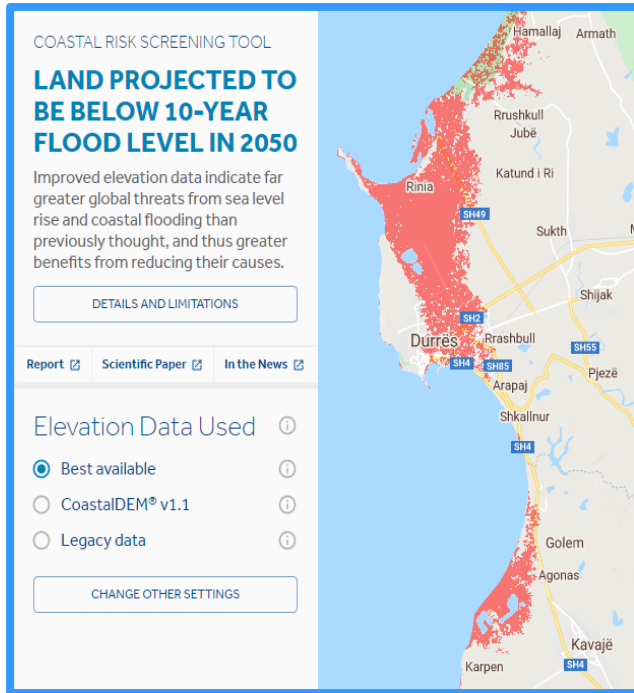 COASTAL RISK SCREENING TOOL
LAND PROJECTED TO
BE BELOW 10-YEAR
FLOOD LEVEL IN 2050
Improved elevation data indicate far
greater global threats from sea level
rise and coastal flooding than
previously thought, and thus greater
benefits from reducing their causes.
DETAILS AND LIMITATIONS
Report
Scientific Paper
In the News
Elevation Data Used
Best available
CoastalDEM® v1.1
Legacy data
CHANGE OTHER SETTINGS
Hamallaj
Armath
Rrushkull
Jubë
Katund i Ri
Rinia
SH49
Sukth
Shijak
SH2
Durrës
Rrashbull
SH55
SH4
SH85
Pjezë
Arapaj
Shkallnur
SH4
Golem
Agonas
Kavajë
Karpen
SH4